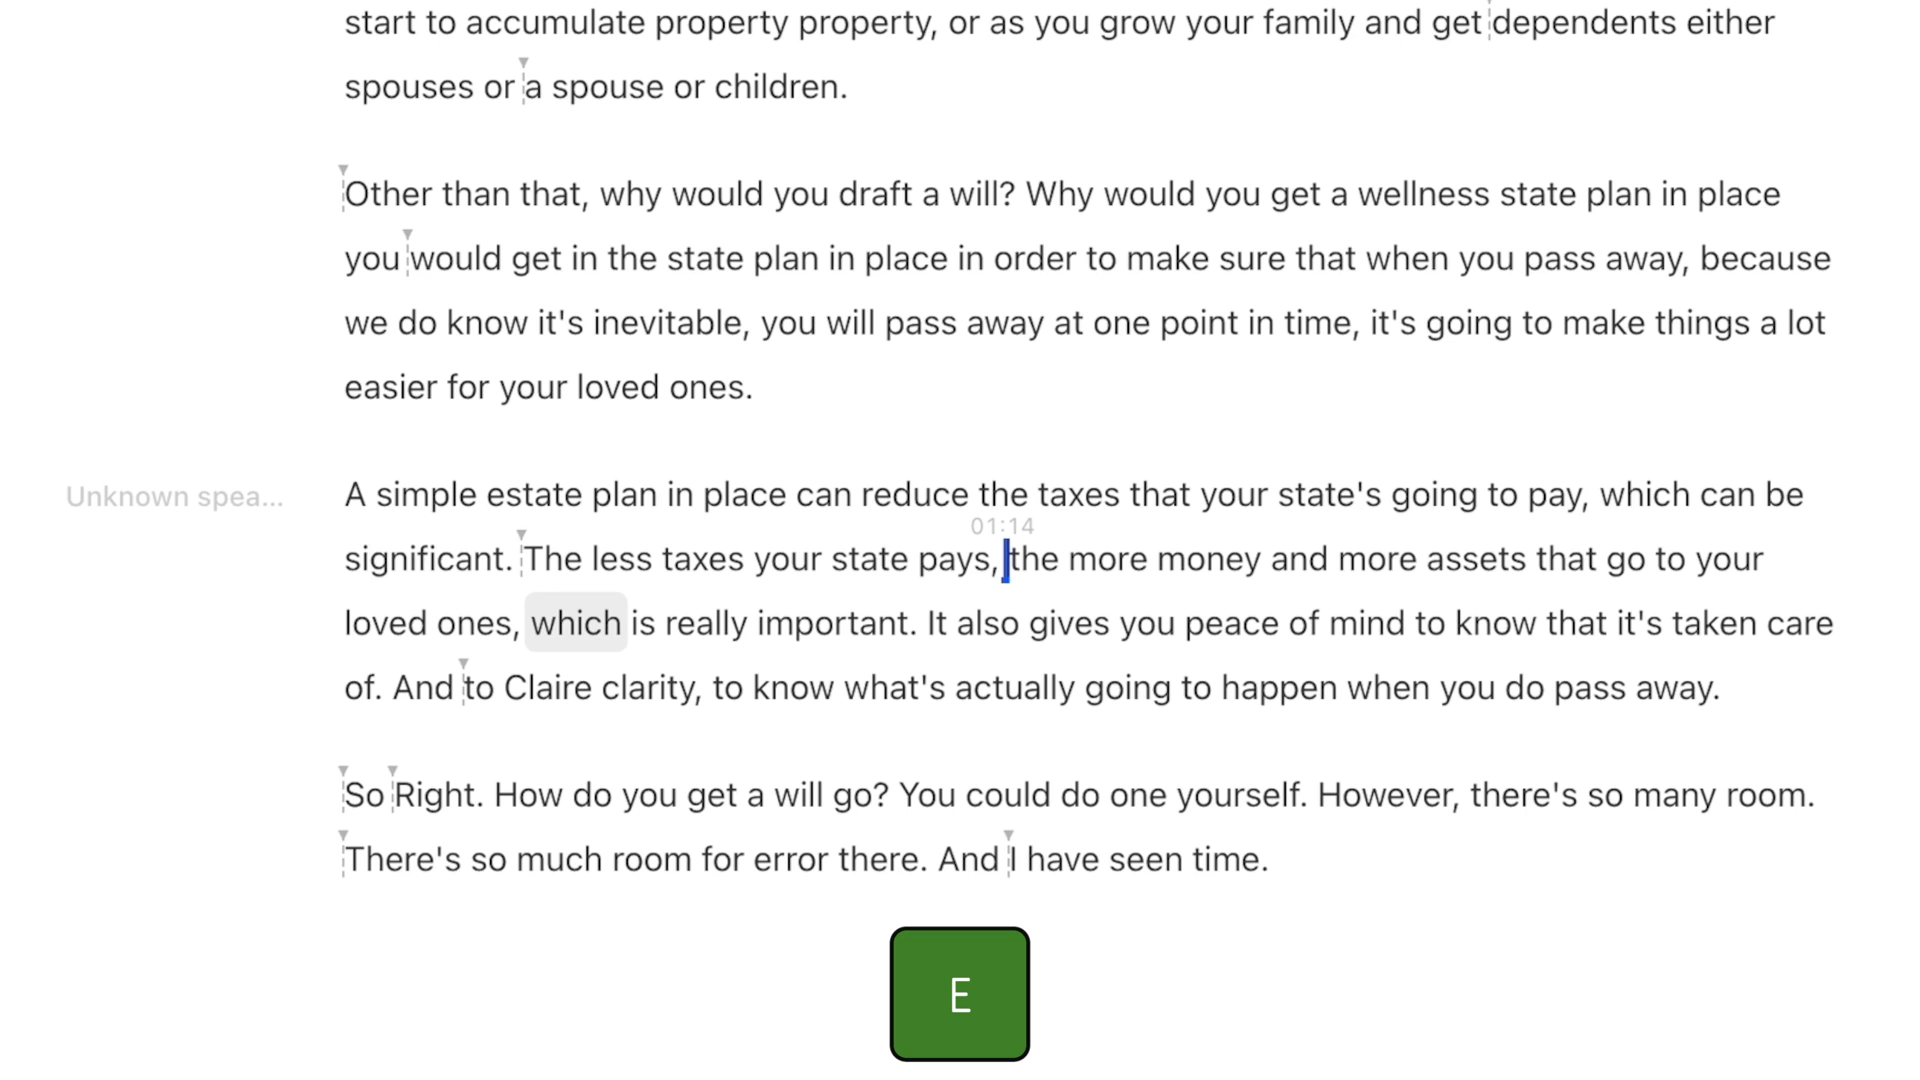 start to accumulate property property, or as you grow your family and get dependents either
spouses or a spouse or children.
Other than that, why would you draft a will? Why would you get a wellness state plan in place
you would get in the state plan in place in order to make sure that when you pass away, because
we do know it's inevitable, you will pass away at one point in time, it's going to make things a lot
easier for your loved ones.
Unknown spea...
A simple estate plan in place can reduce the taxes that your state's going to pay, which can be
01:14
significant. The less taxes your state pays, the more money and more assets that go to your
loved ones, which is really important. It also gives you peace of mind to know that it's taken care
of. And to Claire clarity, to know what's actually going to happen when you do pass away.
So Right. How do you get a will go? You could do one yourself. However, there's so many room.
There's so much room for error there. And I have seen time.
E